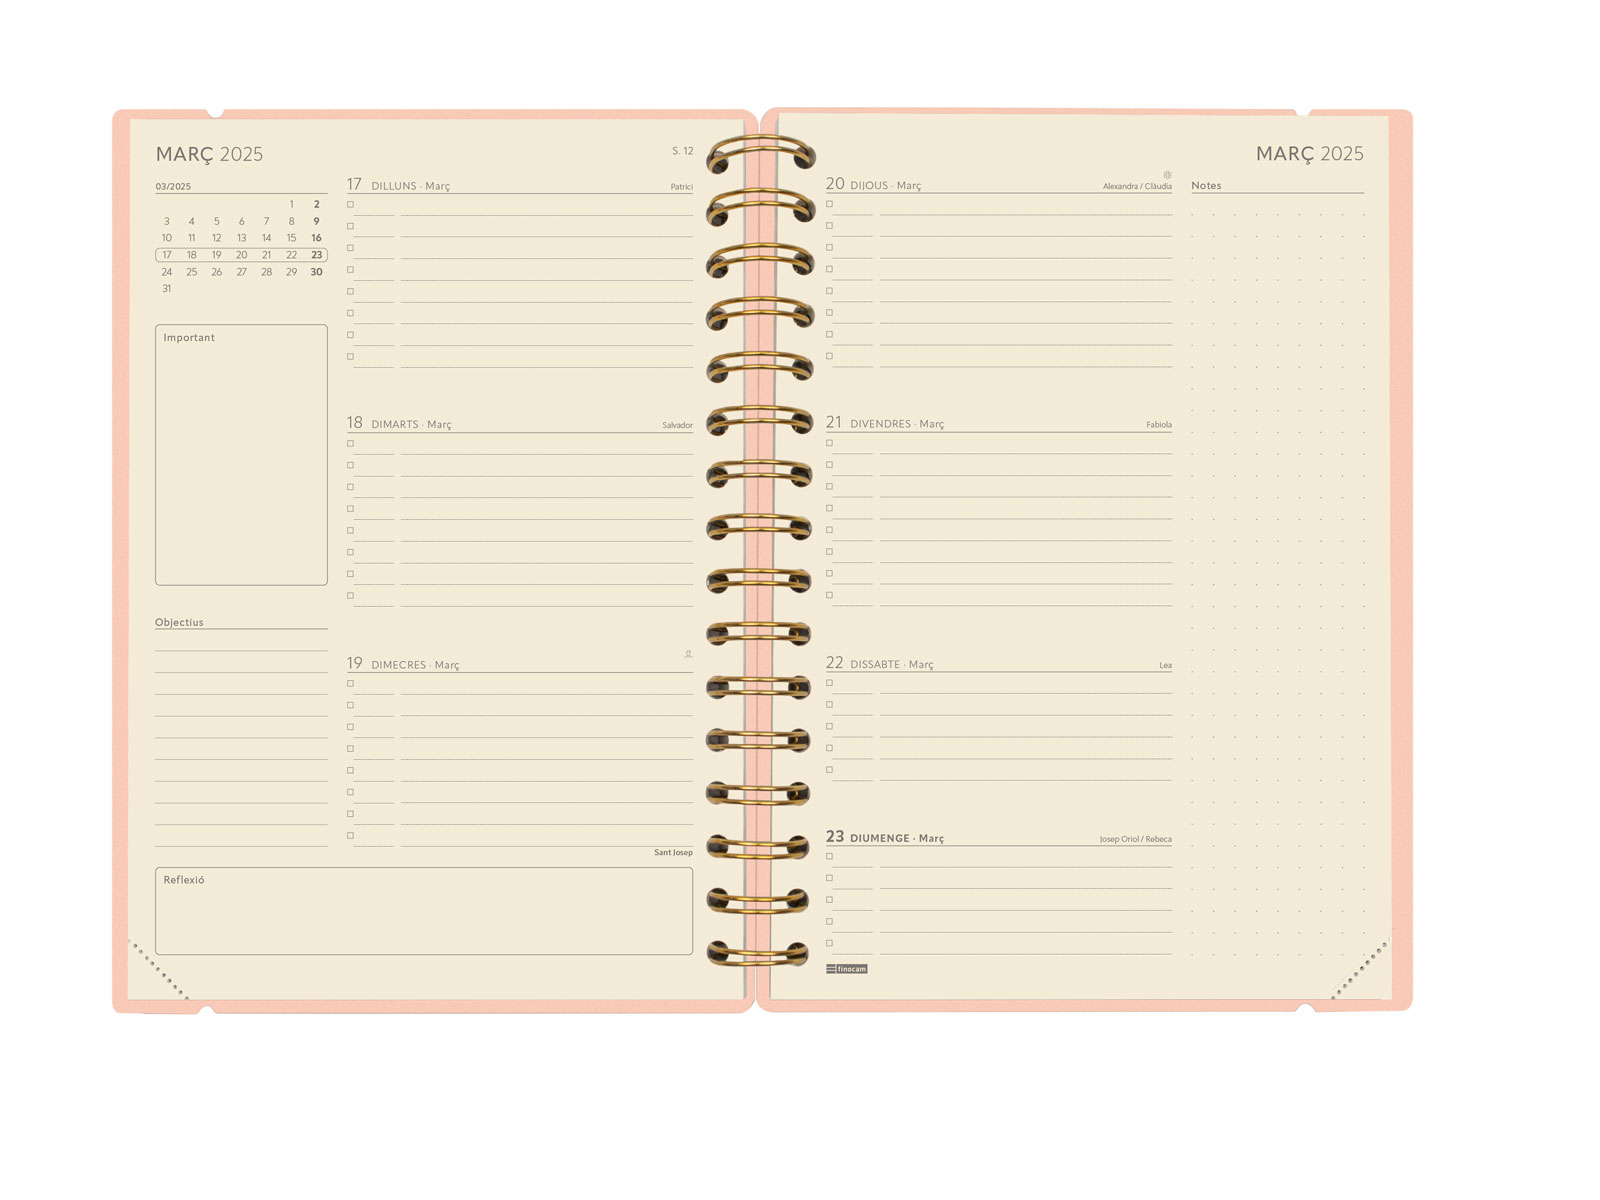 MARÇ 2025
S. 12
03/2025
1 2
3 4 5 6 7 8 9
10 11 12 13 14 15 16
17 18 19 20 21 22 23
24 25 26 27 28 29 30
31
Important
Objectius
17 DILLUNS · Març Patrici
18 DIMARTS · Març Salvador
19 DIMECRES · Març
Sant Josep
Reflexió
MARÇ 2025
20 DIJOUS · Març Alexandra / Clàudia
21 DIVENDRES · Març Fabiola
22 DISSABTE · Març Lea
23 DIUMENGE · Març Josep Oriol / Rebeca
finocam
Notes